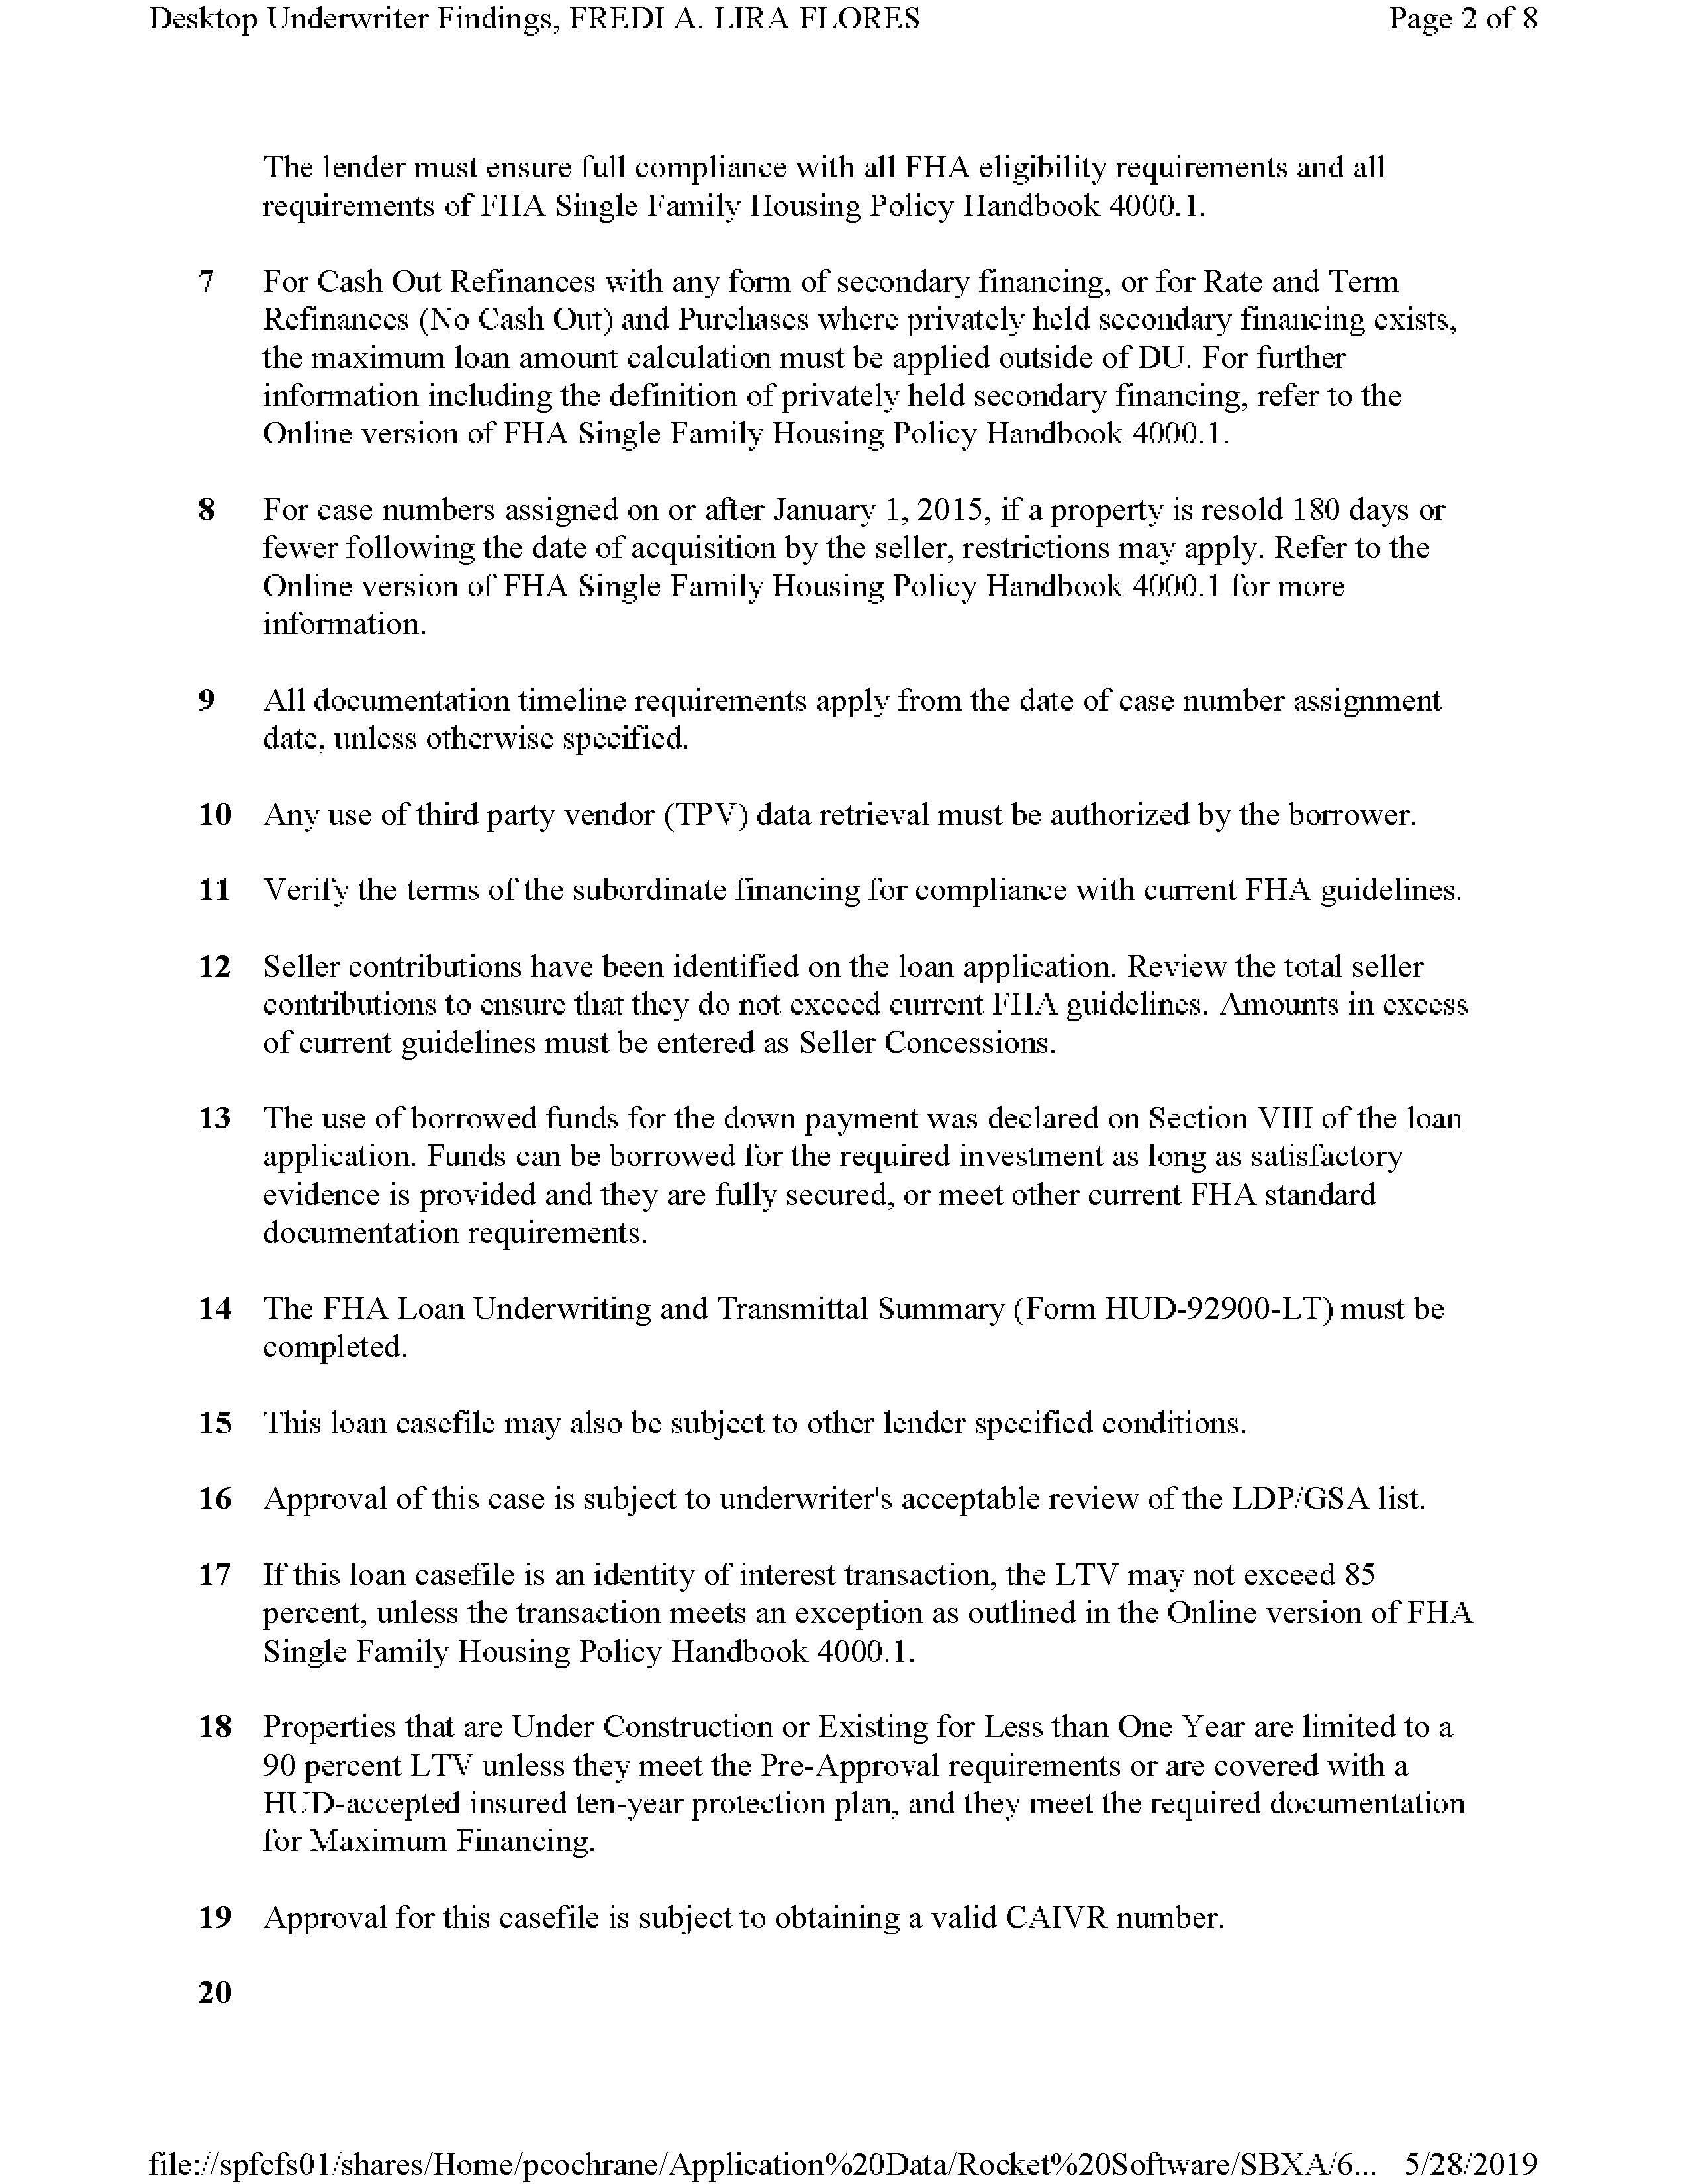 Desktop Underwriter Findings, FREDI A. LIRA FLORES Page 2 of 8
The lender must ensure full compliance with all FHA eligibility requirements and all
requirements of FHA Single Family Housing Policy Handbook 4000.1.
7 For Cash Out Refinances with any form of secondary financing, or for Rate and Term
Refinances (No Cash Out) and Purchases where privately held secondary financing exists,
the maximum loan amount calculation must be applied outside of DU. For further
information including the definition of privately held secondary financing, refer to the
Online version of FHA Single Family Housing Policy Handbook 4000.1.
8 For case numbers assigned on or after January 1, 2015, if a property is resold 180 days or
fewer following the date of acquisition by the seller, restrictions may apply. Refer to the
Online version of FHA Single Family Housing Policy Handbook 4000.1 for more
information.
9 All documentation timeline requirements apply from the date of case number assignment
date, unless otherwise specified.
10 Any use of third party vendor (TPV) data retrieval must be authorized by the borrower.
11 Verify the terms of the subordinate financing for compliance with current FHA guidelines.
12 Seller contributions have been identified on the loan application. Review the total seller
contributions to ensure that they do not exceed current FHA guidelines. Amounts in excess
of current guidelines must be entered as Seller Concessions.
13 The use of borrowed funds for the down payment was declared on Section VIII of the loan
application. Funds can be borrowed for the required investment as long as satisfactory
evidence is provided and they are fully secured, or meet other current FHA standard
documentation requirements.
14 The FHA Loan Underwriting and Transmittal Summary (Form HUD-92900-LT) must be
completed.
15 This loan casefile may also be subject to other lender specified conditions.
16 Approval of this case is subject to underwriter's acceptable review of the LDP/GSA list.
17 If this loan casefile is an identity of interest transaction, the LTV may not exceed 85
percent, unless the transaction meets an exception as outlined in the Online version of FHA
Single Family Housing Policy Handbook 4000.1.
18 Properties that are Under Construction or Existing for Less than One Year are limited to a
90 percent LTV unless they meet the Pre-Approval requirements or are covered with a
HUD-accepted insured ten-year protection plan, and they meet the required documentation
for Maximum Financing.
19 Approval for this casefile is subject to obtaining a valid CAIVR number.
20
file://spfcfs01/shares/Home/pcochrane/Application%20Data/Rocket%20Software/SBXA/6... 5/28/2019